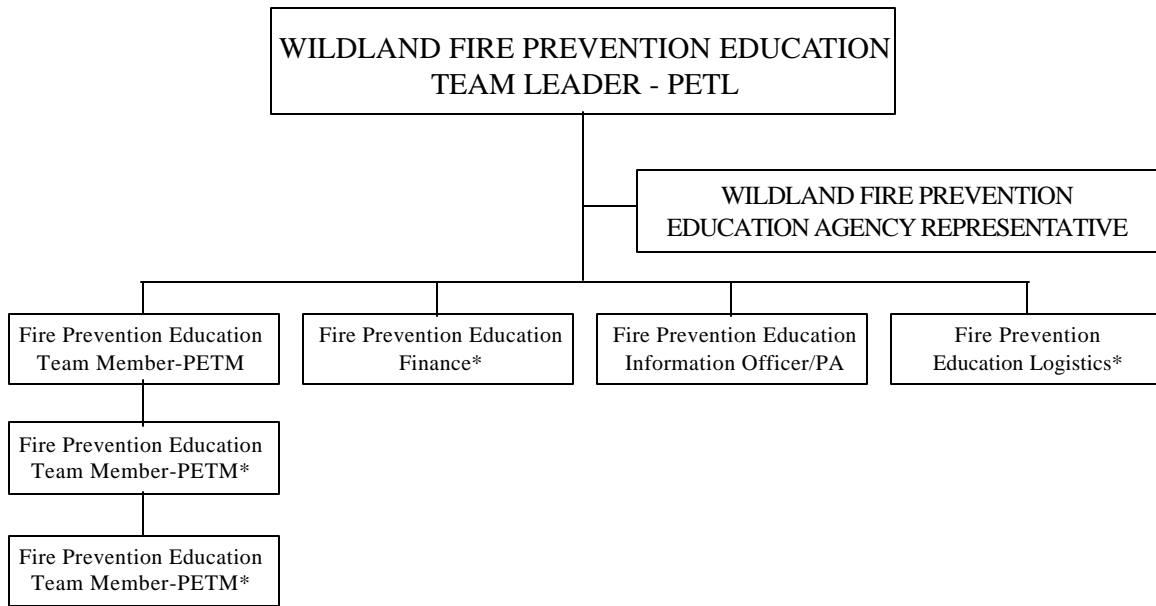 WILDLAND FIRE PREVENTION EDUCATION
TEAM LEADER - PETL
WILDLAND FIRE PREVENTION
EDUCATION AGENCY REPRESENTATIVE
Fire Prevention Education
Team Member-PETM
Fire Prevention Education
Finance*
Fire Prevention Education
Information Officer/PA
Fire Prevention
Education Logistics*
Fire Prevention Education
Team Member-PETM*
Fire Prevention Education
Team Member-PETM*